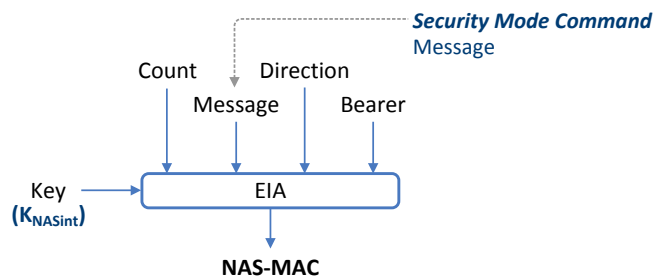 Security Mode Command
Message
Count Direction
Message Bearer
Key EIA
(KNASint)
NAS-MAC